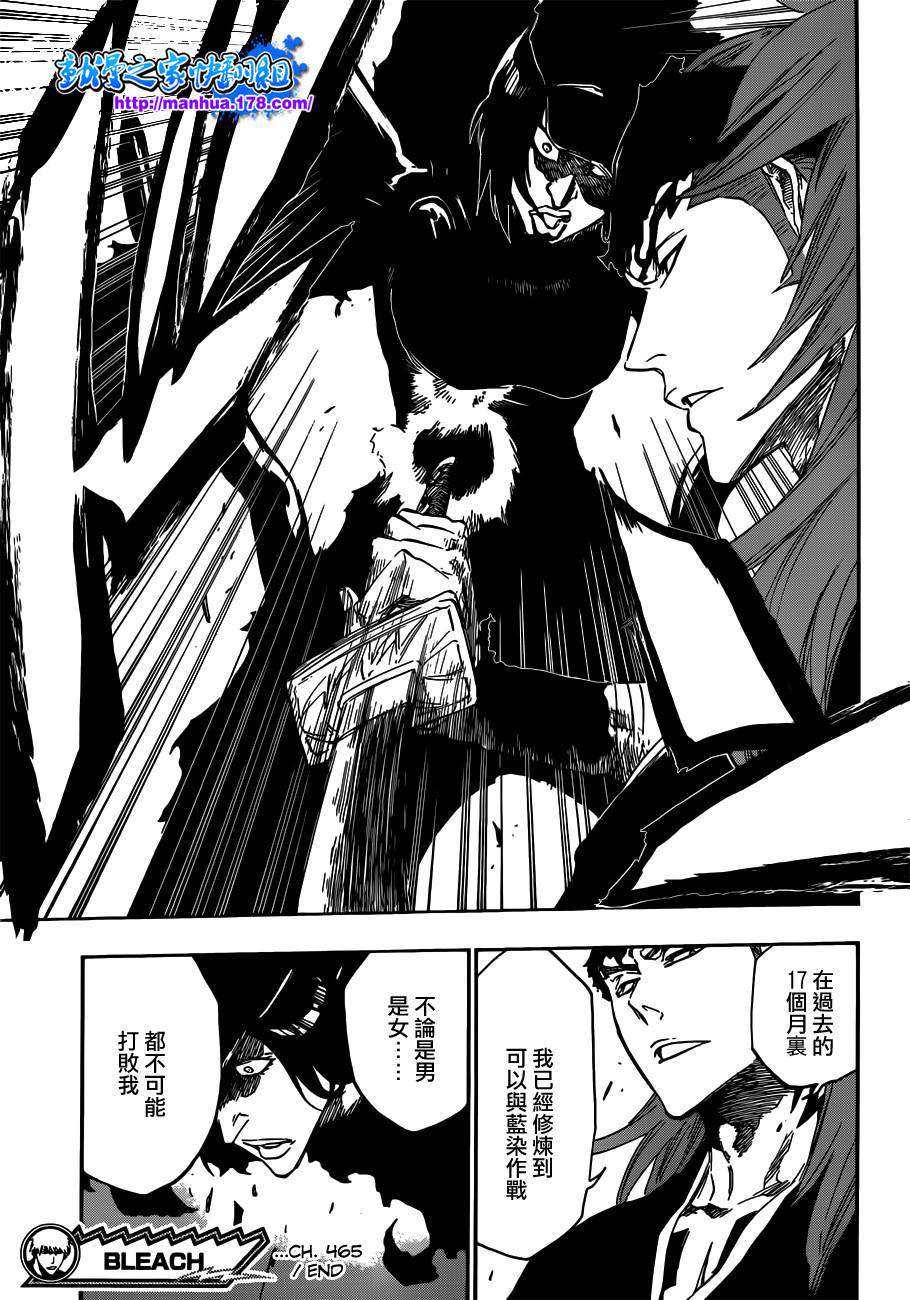 動漫之家快翻組
http://manhua.178.com/
在過去的
17個月裏
我已經修煉到
可以與藍染作戰
不論是男
是女……
都不可能
打敗我
BLEACH
...CH. 465
/ END